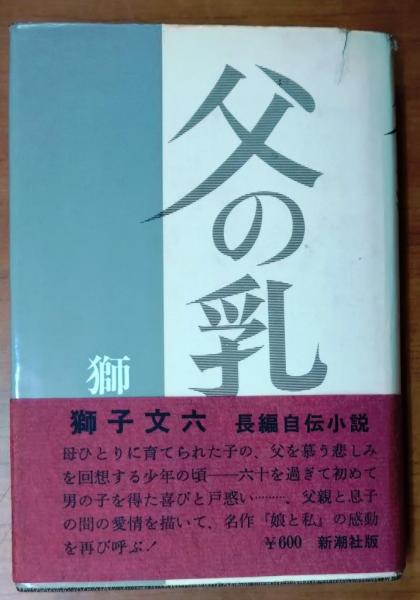 父の乳
獅
獅子文六 長編自伝小説
母ひとりに育てられた子の、父を慕う悲しみ
を回想する少年の頃――六十を過ぎて初めて
男の子を得た喜びと戸惑い………、父親と息子
の間の愛情を描いて、名作『娘と私』の感動
を再び呼ぶ!
¥600 新潮社版